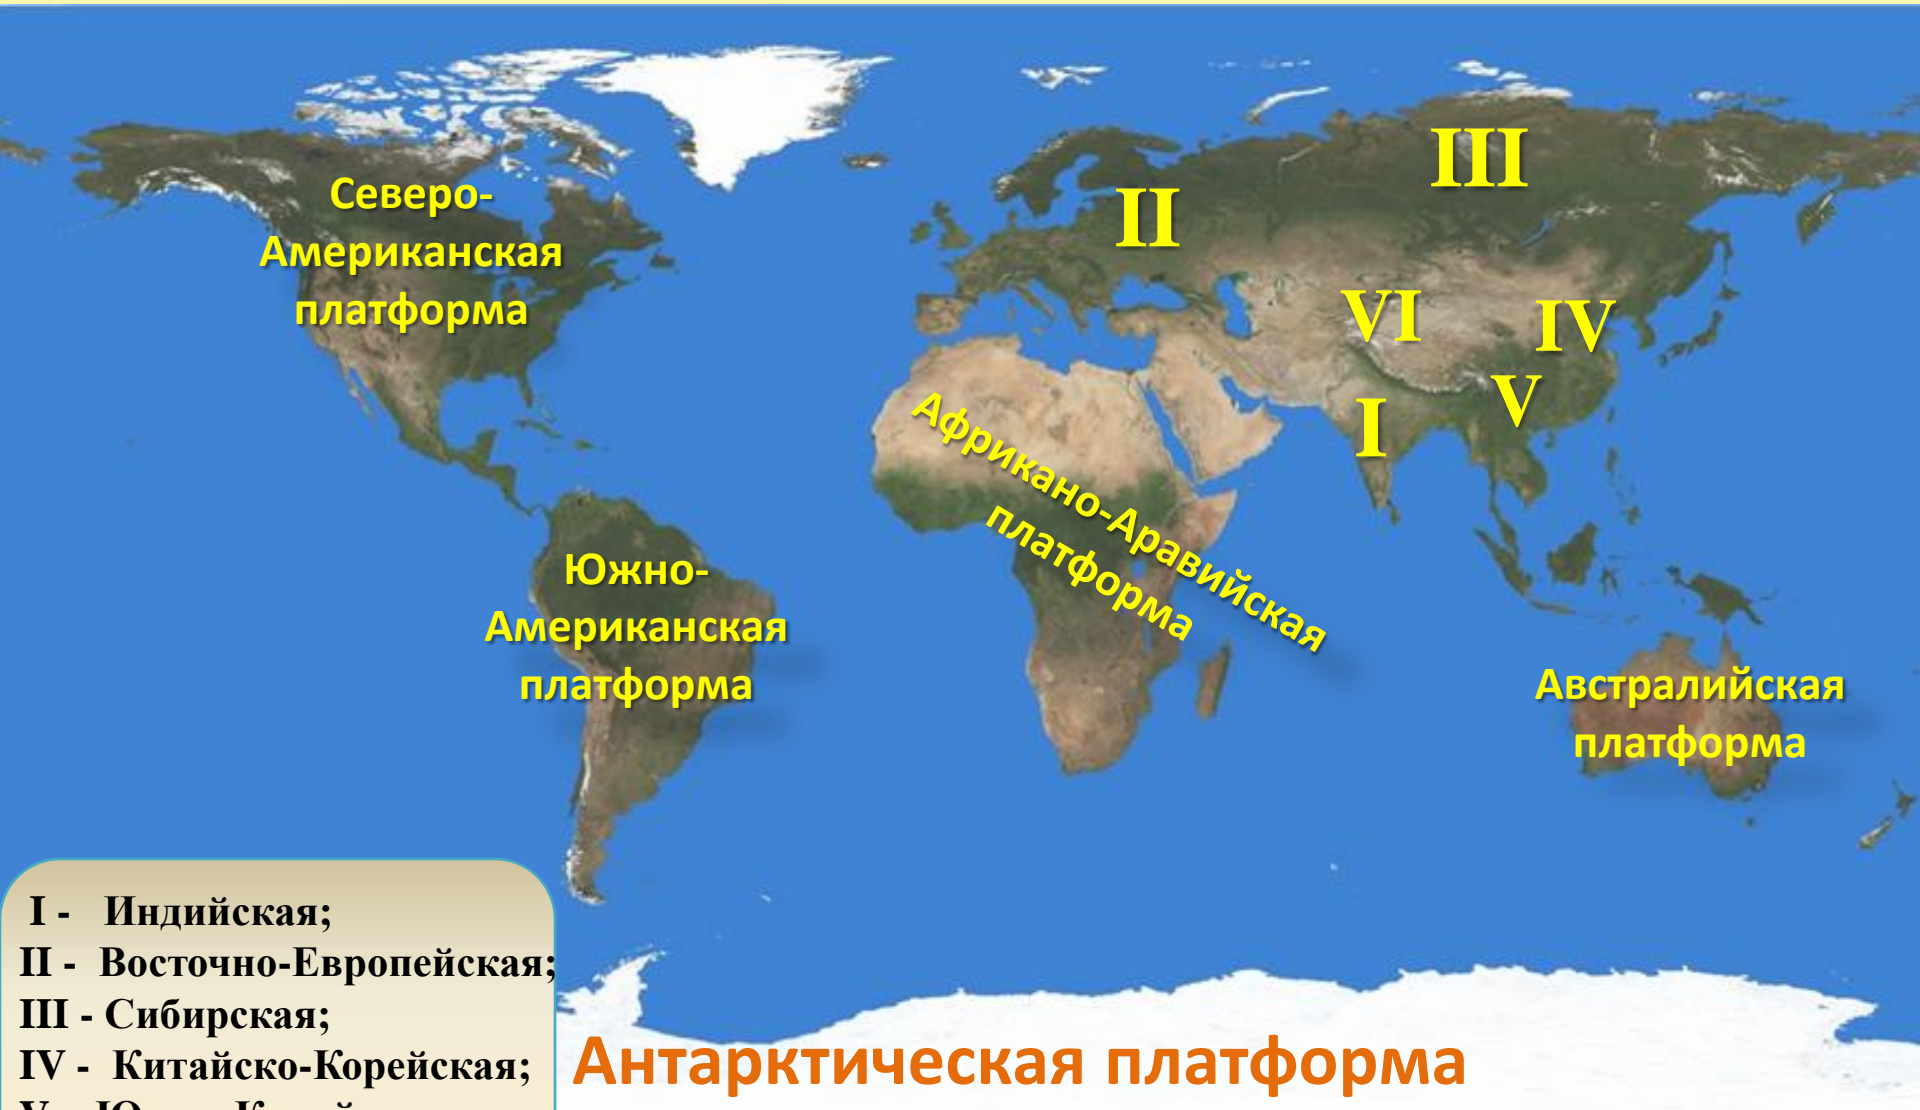 Северо-
Американская
платформа
II
III
VI
IV
V
I
Африкано-Аравийская
платформа
Южно-
Американская
платформа
Австралийская
платформа
I - Индийская;
II - Восточно-Европейская;
III - Сибирская;
IV - Китайско-Корейская;
Антарктическая платформа